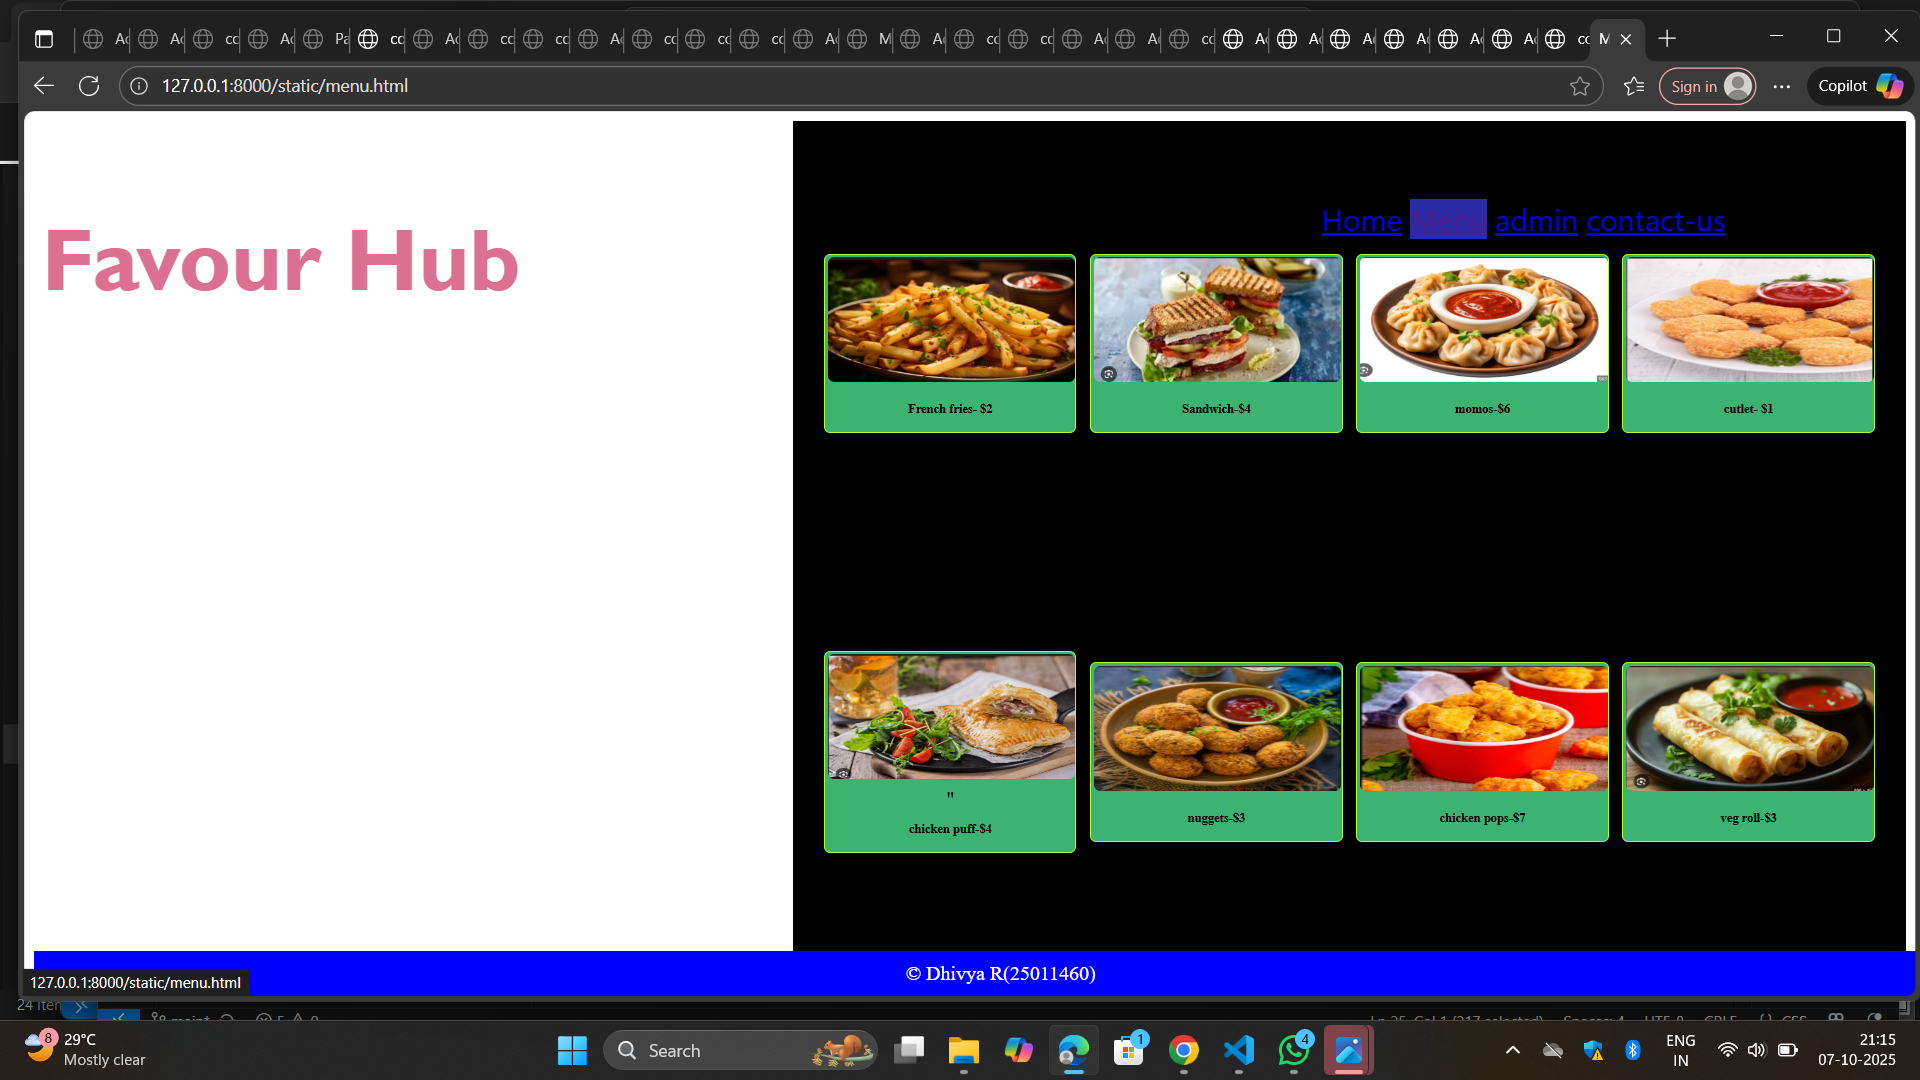 127.0.0.1:8000/static/menu.html
Sign in
Copilot
Favour Hub
Home Menu admin contact-us
French fries- $2
Sandwich-$4
momos-$6
cutlet- $1
"
chicken puff-$4
nuggets-$3
chicken pops-$7
veg roll-$3
© Dhivya R(25011460)
127.0.0.1:8000/static/menu.html
8
29°C
Mostly clear
Search
1
4
ENG
IN
21:15
07-10-2025